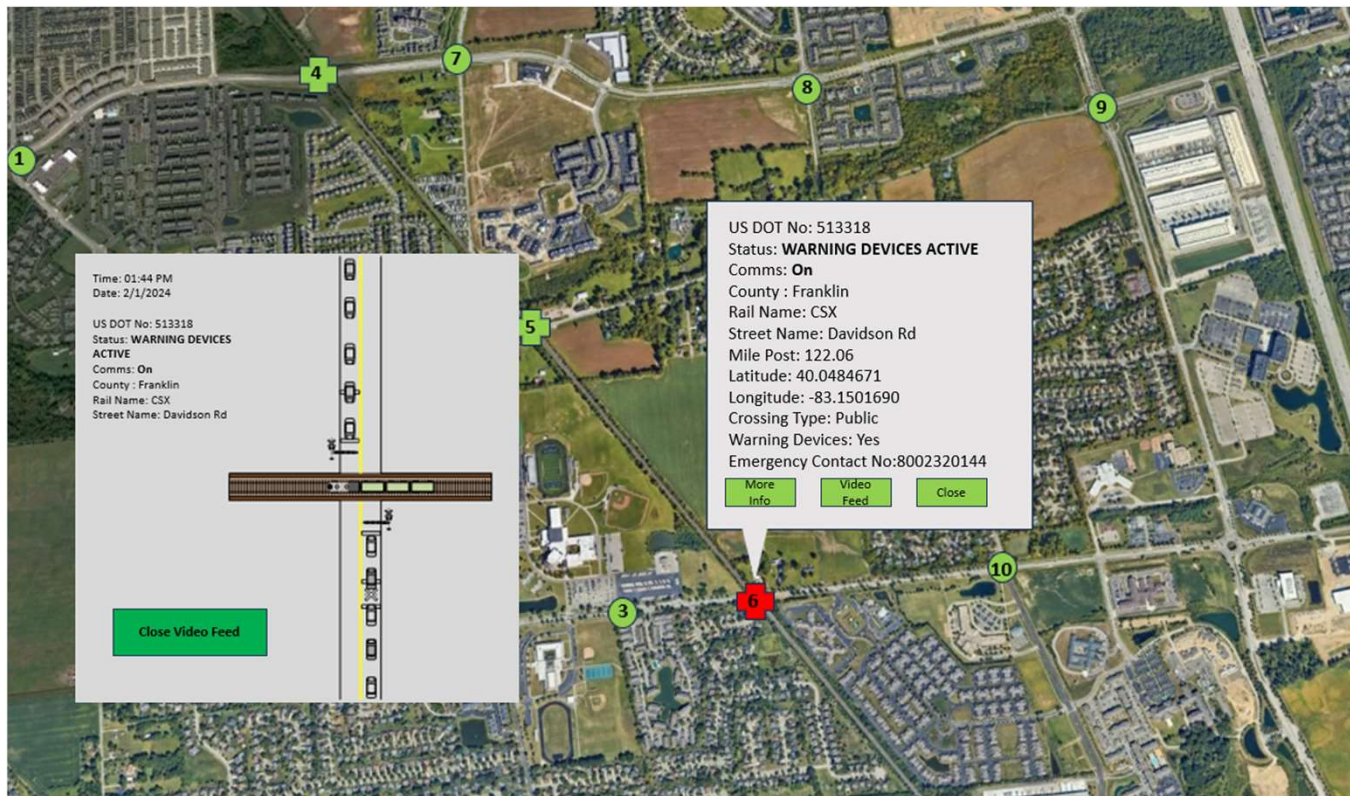 4
7
8
9
1
US DOT No: 513318
Status: WARNING DEVICES ACTIVE
Comms: On
County : Franklin
Rail Name: CSX
Street Name: Davidson Rd
Mile Post: 122.06
Latitude: 40.0484671
Longitude: -83.1501690
Crossing Type: Public
Warning Devices: Yes
Emergency Contact No:8002320144
More
Info
Video
Feed
Close
Time: 01:44 PM
Date: 2/1/2024
US DOT No: 513318
Status: WARNING DEVICES
ACTIVE
Comms: On
County : Franklin
Rail Name: CSX
Street Name: Davidson Rd
Close Video Feed
5
10
3
6